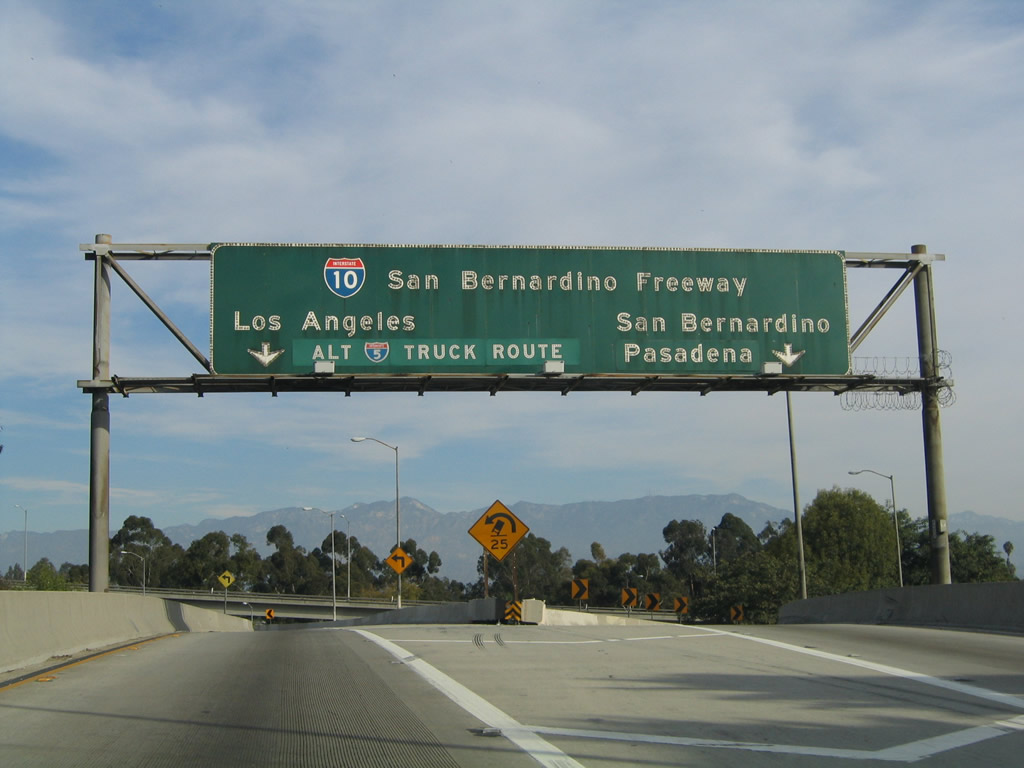 INTERSTATE
10 San Bernardino Freeway
Los Angeles
San Bernardino
ALT 5 TRUCK ROUTE
Pasadena
25